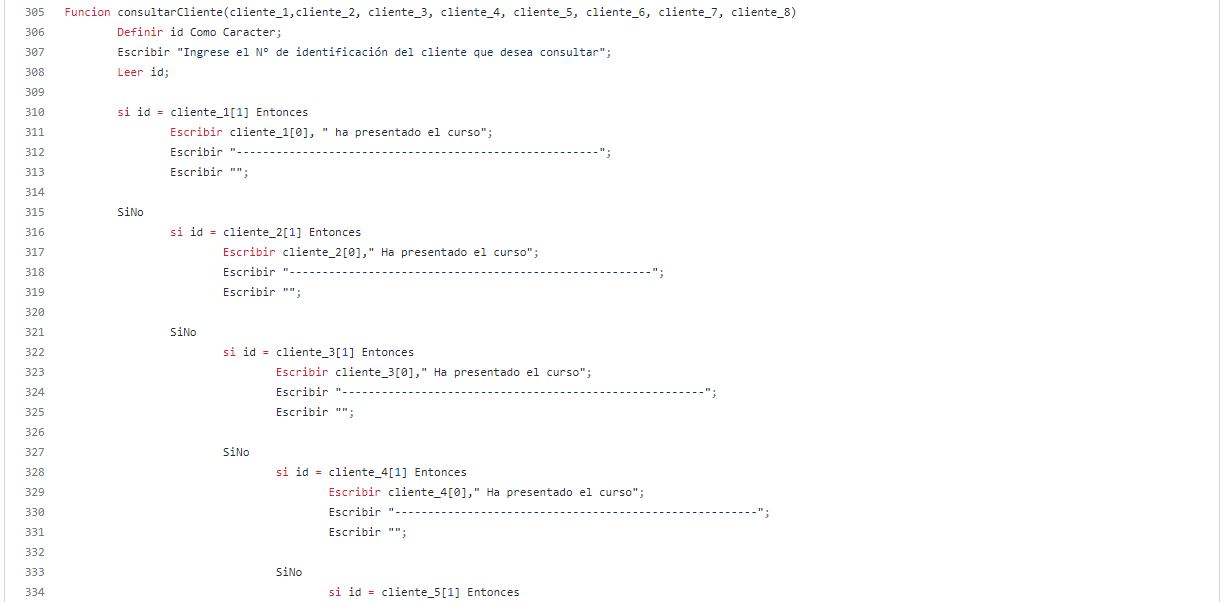 305 Funcion consultarCliente(cliente_1,cliente_2, cliente_3, cliente_4, cliente_5, cliente_6, cliente_7, cliente_8)
306 Definir id Como Caracter;
307 Escribir "Ingrese el Nº de identificación del cliente que desea consultar";
308 Leer id;
309
310 si id = cliente_1[1] Entonces
311 Escribir cliente_1[0], " ha presentado el curso";
312 Escribir "-------------------------------------------------------";
313 Escribir "";
314
315 SiNo
316 si id = cliente_2[1] Entonces
317 Escribir cliente_2[0]," Ha presentado el curso";
318 Escribir "-------------------------------------------------------";
319 Escribir "";
320
321 SiNo
322 si id = cliente_3[1] Entonces
323 Escribir cliente_3[0]," Ha presentado el curso";
324 Escribir "-------------------------------------------------------";
325 Escribir "";
326
327 SiNo
328 si id = cliente_4[1] Entonces
329 Escribir cliente_4[0]," Ha presentado el curso";
330 Escribir "-------------------------------------------------------";
331 Escribir "";
332
333 SiNo
334 si id = cliente_5[1] Entonces